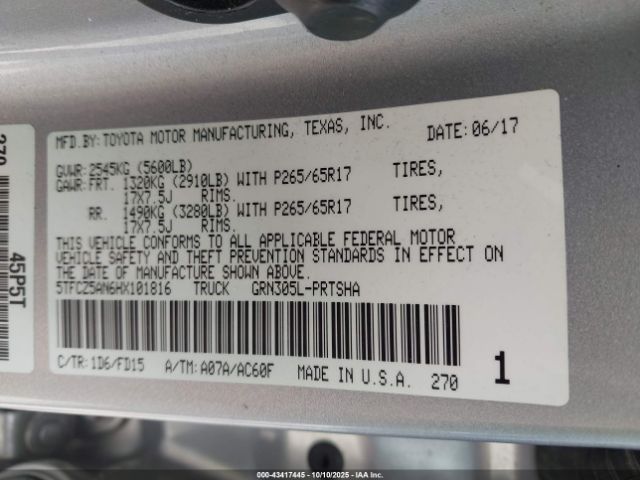 MFD.BY:TOYOTA MOTOR MANUFACTURING, TEXAS, INC. DATE:06/17
GVWR:2545KG (5600LB)
GAWR:FRT. 1320KG (2910LB) WITH P265/65R17 TIRES,
17X7.5J RIMS.
RR. 1490KG (3280LB) WITH P265/65R17 TIRES,
17X7.5J RIMS.
THIS VEHICLE CONFORMS TO ALL APPLICABLE FEDERAL MOTOR
VEHICLE SAFETY AND THEFT PREVENTION STANDARDS IN EFFECT ON
THE DATE OF MANUFACTURE SHOWN ABOVE.
5TFCZ5AN6HX101816 TRUCK GRN305L-PRTSHA
C/TR:1D6/FD15 A/TM:A07A/AC60F MADE IN U.S.A. 270 1
270
45P5T
000-43417445 - 10/10/2025 - IAA Inc.